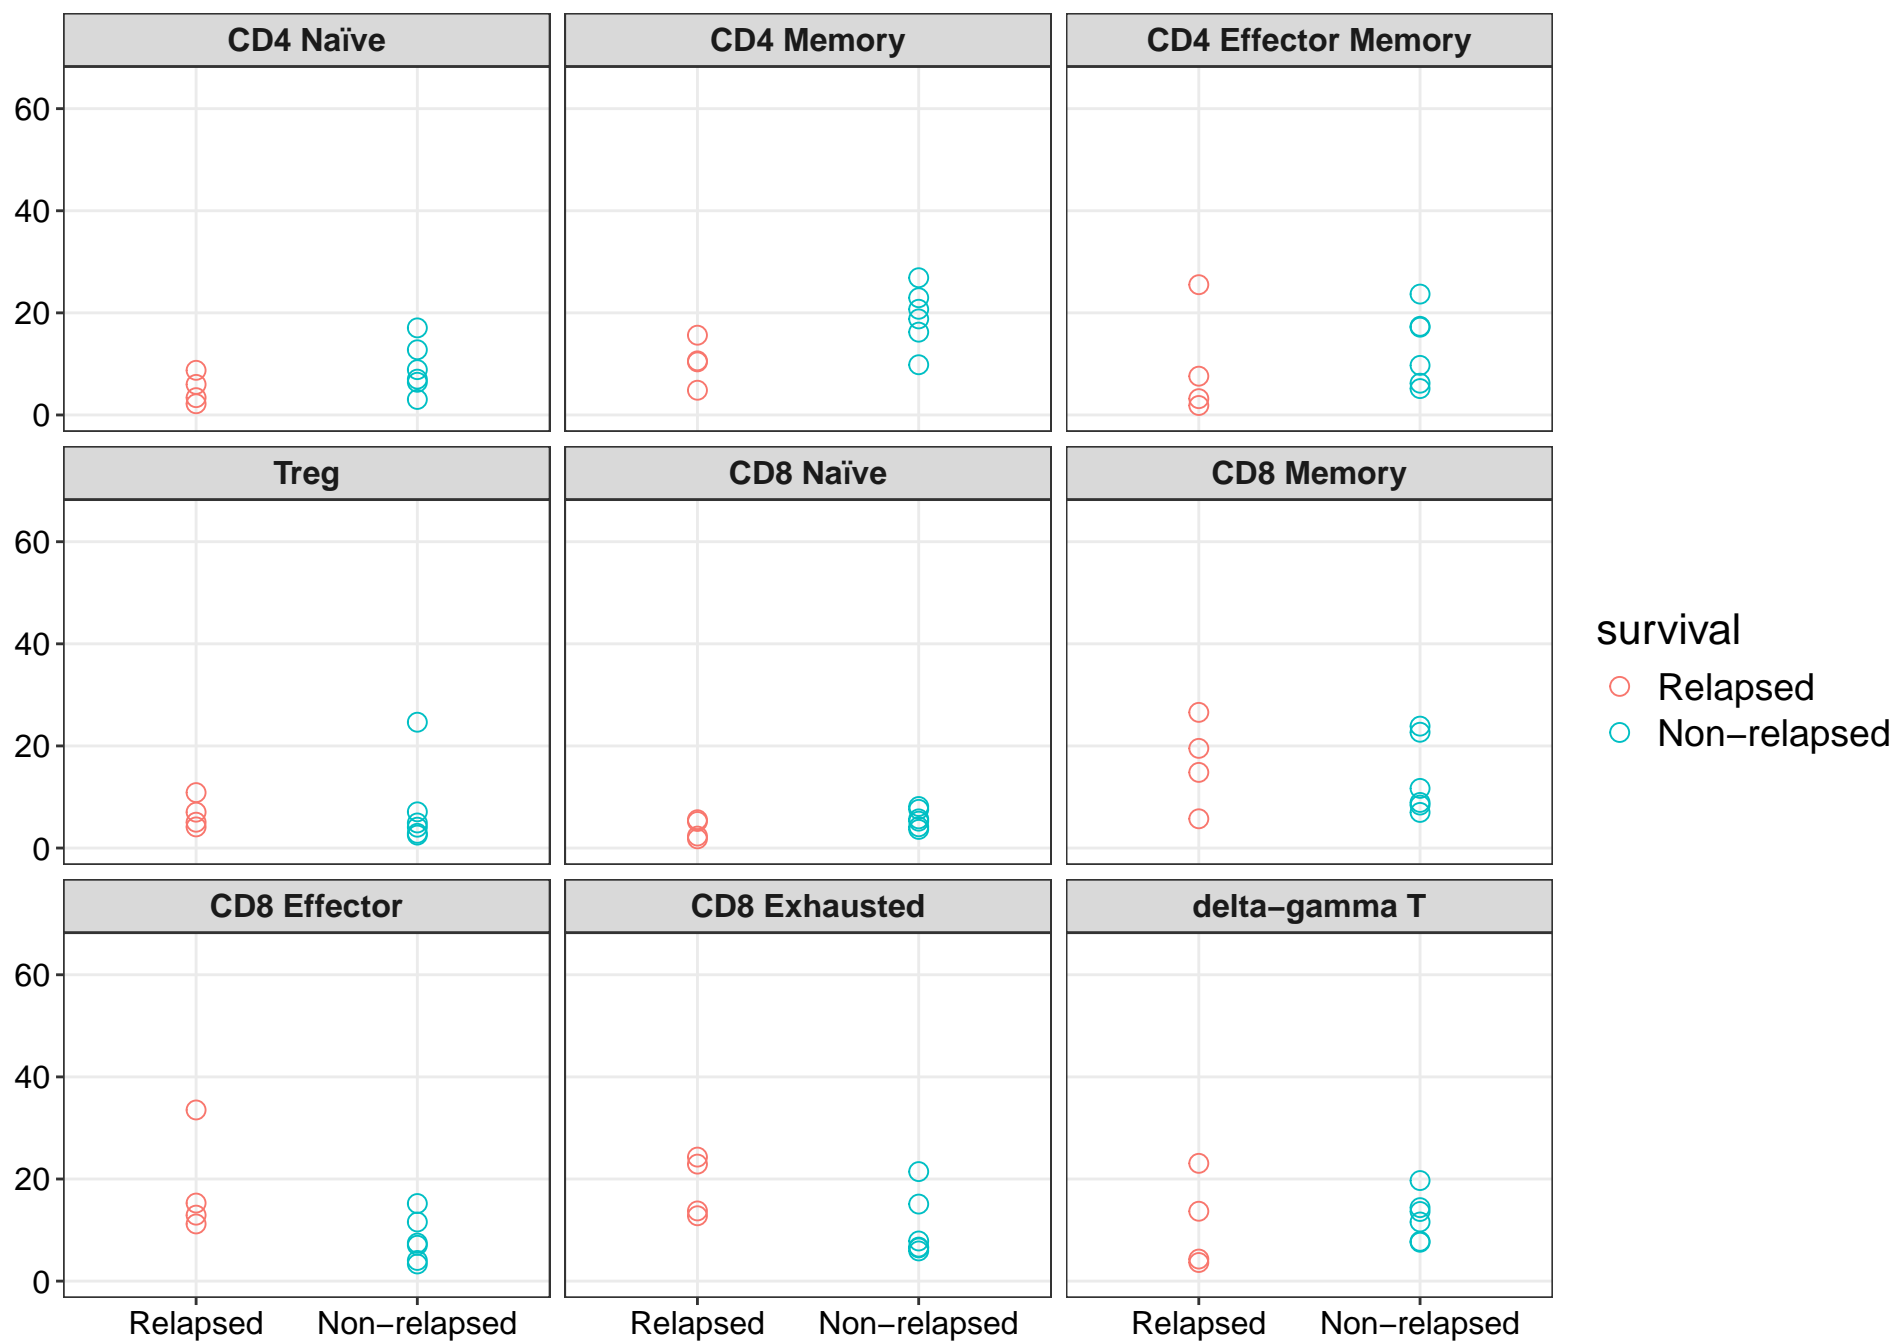 CD4 Naïve
CD4 Memory
CD4 Effector Memory
60
40
20
0
Treg
CD8 Naïve
CD8 Memory
60
40
20
0
CD8 Effector
CD8 Exhausted
delta−gamma T
60
40
20
0
Relapsed
Non−relapsed
Relapsed
Non−relapsed
Relapsed
Non−relapsed
survival
Relapsed
Non−relapsed